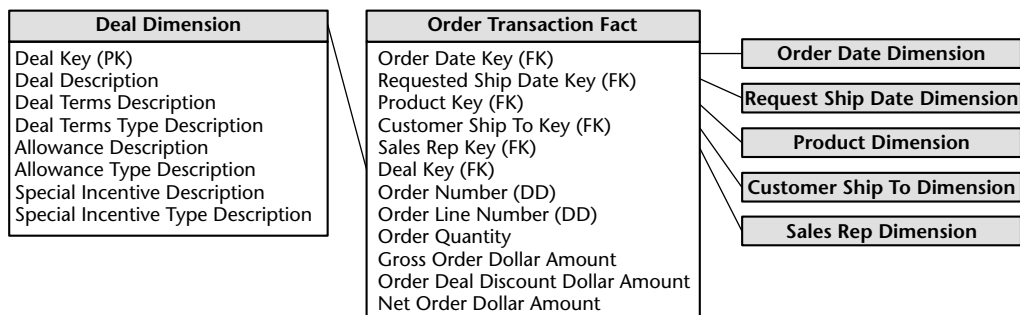 Deal Dimension
Deal Key (PK)
Deal Description
Deal Terms Description
Deal Terms Type Description
Allowance Description
Allowance Type Description
Special Incentive Description
Special Incentive Type Description
Order Transaction Fact
Order Date Key (FK)
Requested Ship Date Key (FK)
Product Key (FK)
Customer Ship To Key (FK)
Sales Rep Key (FK)
Deal Key (FK)
Order Number (DD)
Order Line Number (DD)
Order Quantity
Gross Order Dollar Amount
Order Deal Discount Dollar Amount
Net Order Dollar Amount
Order Date Dimension
Request Ship Date Dimension
Product Dimension
Customer Ship To Dimension
Sales Rep Dimension